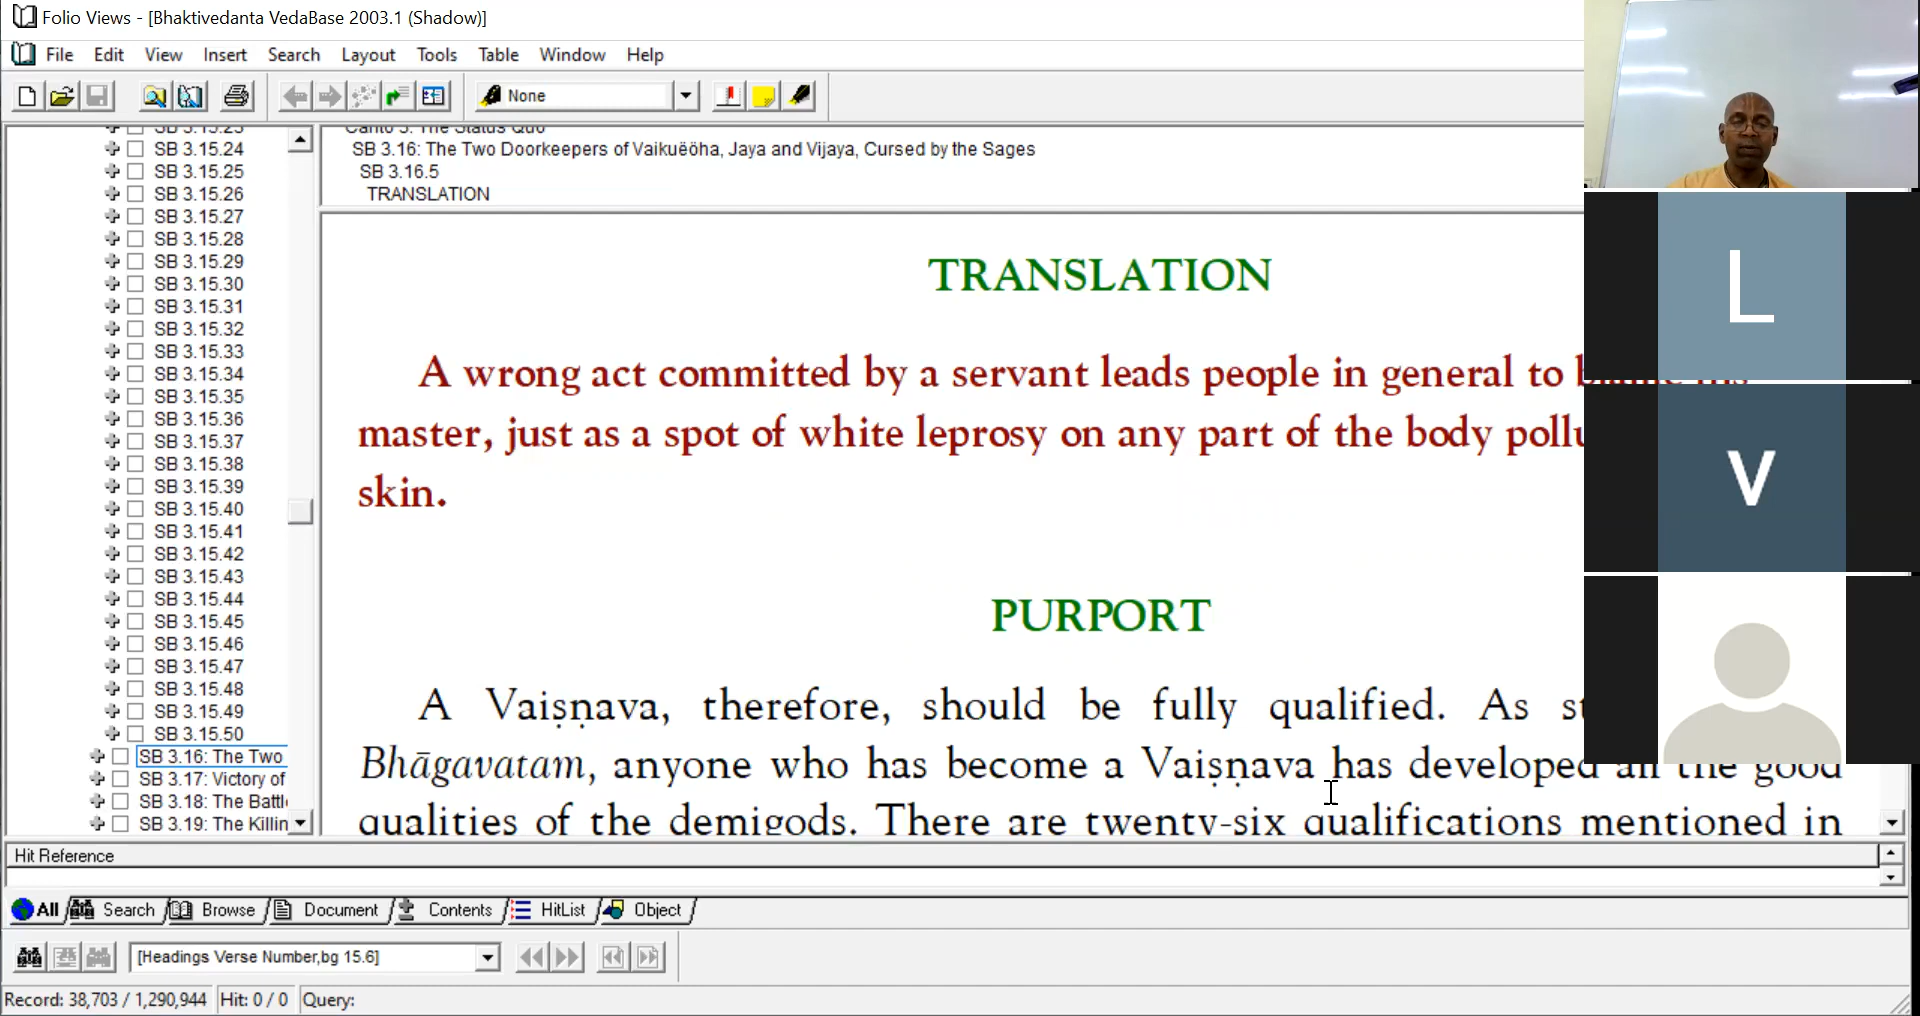 Folio Views - [Bhaktivedanta VedaBase 2003.1 (Shadow)]
File Edit View Insert Search Layout Tools Table Window Help
None
SB 3.15.23
SB 3.15.24
SB 3.15.25
SB 3.15.26
SB 3.15.27
SB 3.15.28
SB 3.15.29
SB 3.15.30
SB 3.15.31
SB 3.15.32
SB 3.15.33
SB 3.15.34
SB 3.15.35
SB 3.15.36
SB 3.15.37
SB 3.15.38
SB 3.15.39
SB 3.15.40
SB 3.15.41
SB 3.15.42
SB 3.15.43
SB 3.15.44
SB 3.15.45
SB 3.15.46
SB 3.15.47
SB 3.15.48
SB 3.15.49
SB 3.15.50
SB 3.16: The Two
SB 3.17: Victory of
SB 3.18: The Battl
SB 3.19: The Killin
Canto 3: The Status Quo
SB 3.16: The Two Doorkeepers of Vaikuëöha, Jaya and Vijaya, Cursed by the Sages
SB 3.16.5
TRANSLATION
TRANSLATION
A wrong act committed by a servant leads people in general to
master, just as a spot of white leprosy on any part of the body
skin.
PURPORT
A Vaiṣṇava, therefore, should be fully qualified. As
Bhāgavatam, anyone who has become a Vaiṣṇava has developed all the good
qualities of the demigods. There are twenty-six qualifications mentioned in
L
V
Hit Reference
All Search Browse Document Contents HitList Object
[Headings Verse Number,bg 15.6]
Record: 38,703 / 1,290,944 Hit: 0 / 0 Query: